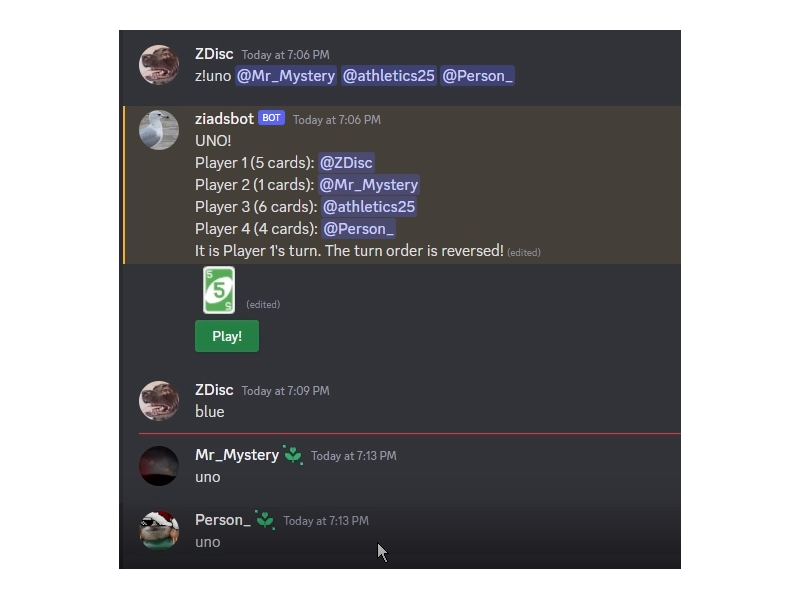 ZDisc Today at 7:06 PM
z!uno @Mr_Mystery @athletics25 @Person_
ziadsbot BOT Today at 7:06 PM
UNO!
Player 1 (5 cards): @ZDisc
Player 2 (1 cards): @Mr_Mystery
Player 3 (6 cards): @athletics25
Player 4 (4 cards): @Person_
It is Player 1's turn. The turn order is reversed! (edited)
5
5
5
(edited)
Play!
ZDisc Today at 7:09 PM
blue
Mr_Mystery Today at 7:13 PM
uno
Person_ Today at 7:13 PM
uno